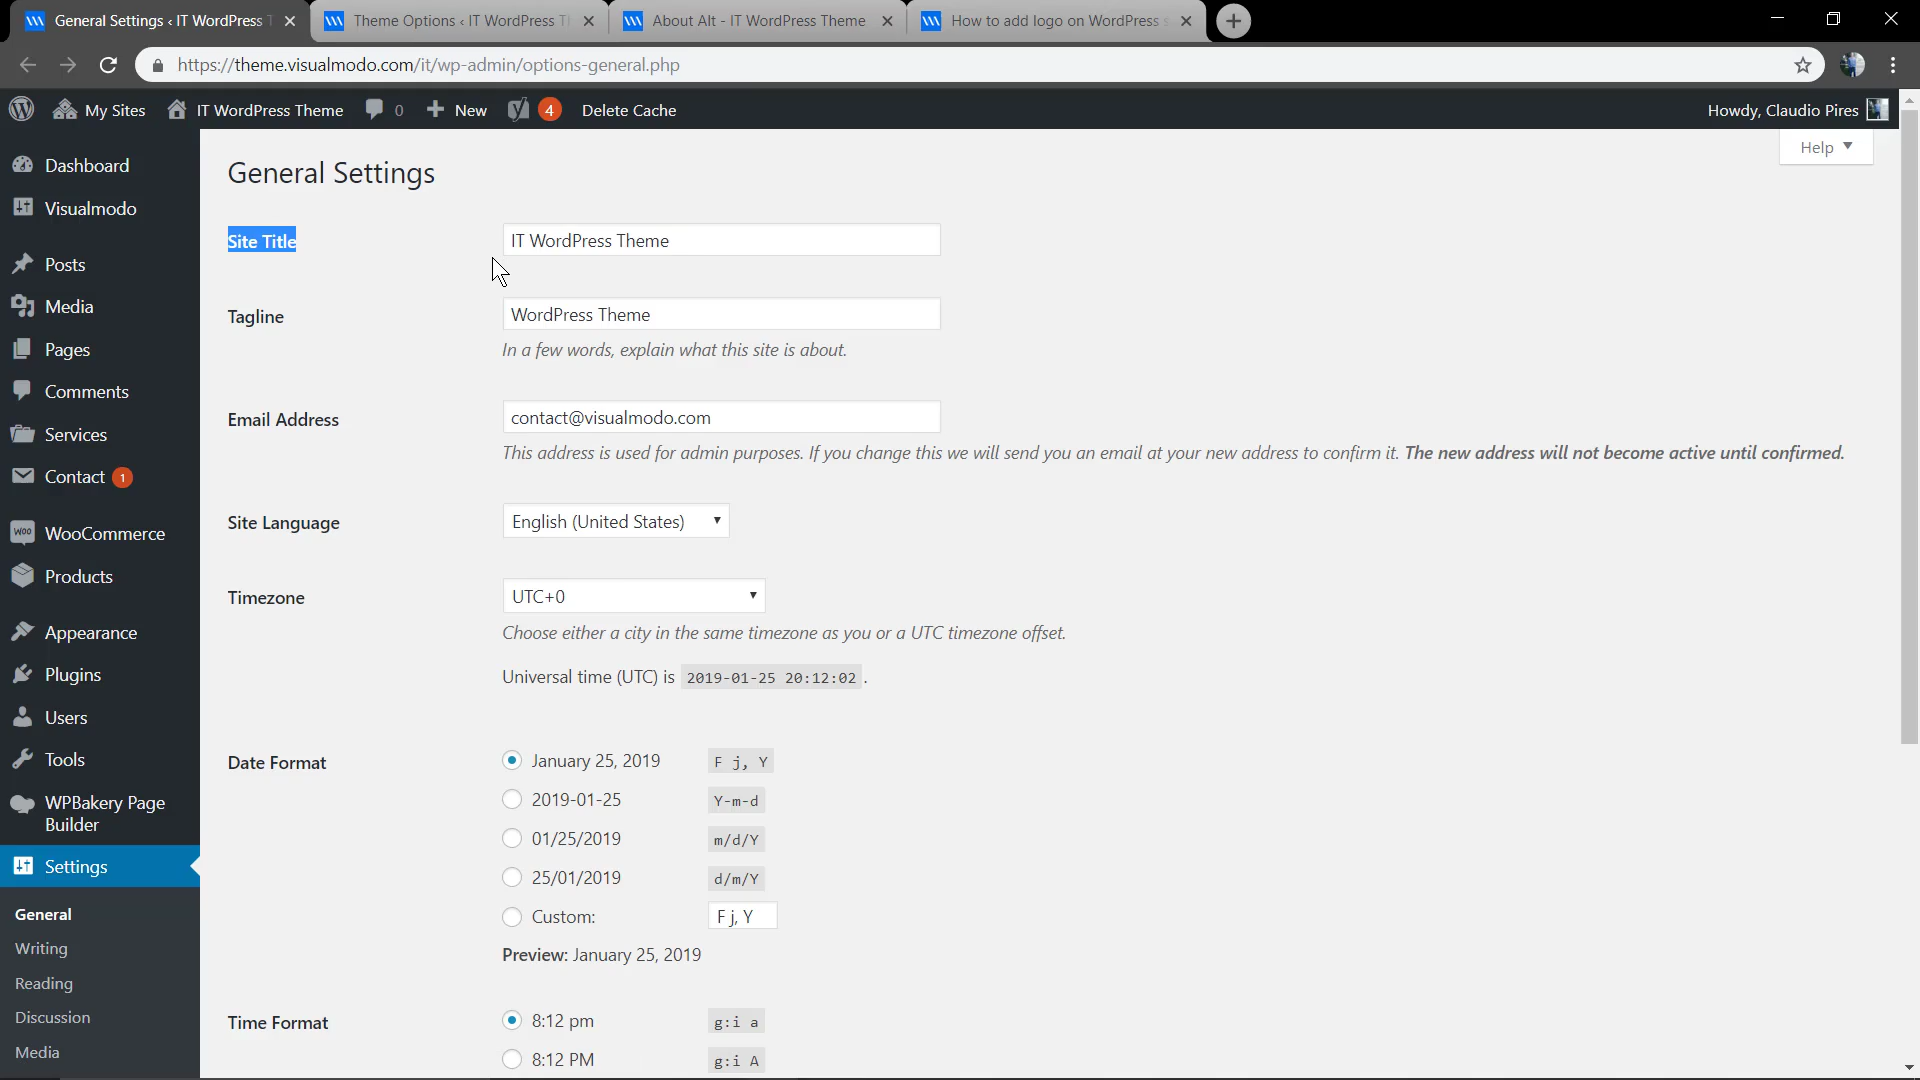 General Settings ‹ IT WordPress T
Theme Options ‹ IT WordPress Tl
About Alt - IT WordPress Theme
How to add logo on WordPress s
https://theme.visualmodo.com/it/wp-admin/options-general.php
My Sites
IT WordPress Theme
0
New
4
Delete Cache
Howdy, Claudio Pires
Help
Dashboard
Visualmodo
Posts
Media
Pages
Comments
Services
Contact 1
WOO WooCommerce
Products
Appearance
Plugins
Users
Tools
WPBakery Page
Builder
Settings
General
Writing
Reading
Discussion
Media
General Settings
Site Title
IT WordPress Theme
Tagline
WordPress Theme
In a few words, explain what this site is about.
Email Address
contact@visualmodo.com
This address is used for admin purposes. If you change this we will send you an email at your new address to confirm it. The new address will not become active until confirmed.
Site Language
English (United States)
Timezone
UTC+0
Choose either a city in the same timezone as you or a UTC timezone offset.
Universal time (UTC) is 2019-01-25 20:12:02 .
Date Format
January 25, 2019 F j, Y
2019-01-25 Y-m-d
01/25/2019 m/d/Y
25/01/2019 d/m/Y
Custom: F j, Y
Preview: January 25, 2019
Time Format
8:12 pm g:i a
8:12 PM g:i A